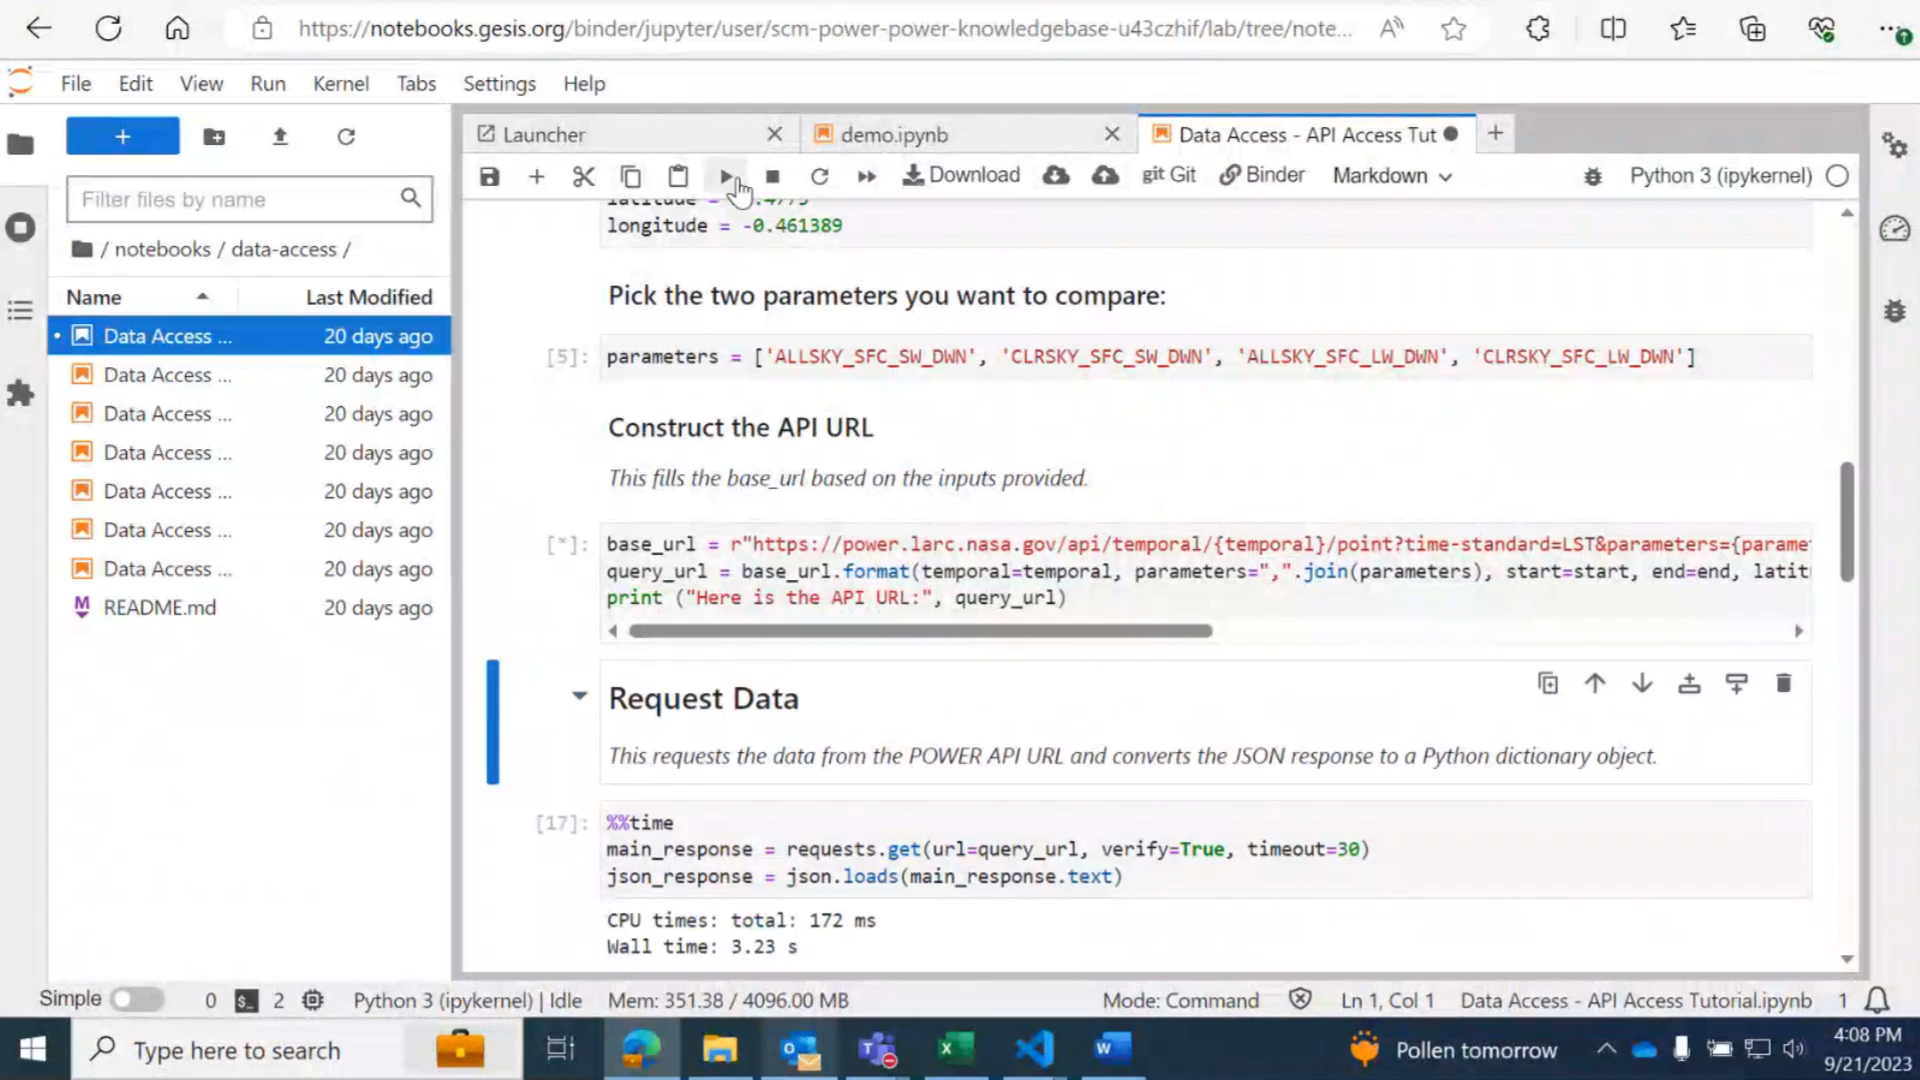 https://notebooks.gesis.org/binder/jupyter/user/scm-power-power-knowledgebase-u43czhif/lab/tree/note...
File Edit View Run Kernel Tabs Settings Help
Launcher
demo.ipynb
Data Access - API Access Tut
Download
git Git
Binder
Markdown
Python 3 (ipykernel)
Filter files by name
/ notebooks / data-access /
Name Last Modified
Data Access ... 20 days ago
Data Access ... 20 days ago
Data Access ... 20 days ago
Data Access ... 20 days ago
Data Access ... 20 days ago
Data Access ... 20 days ago
Data Access ... 20 days ago
README.md 20 days ago
longitude = -0.461389
Pick the two parameters you want to compare:
[5]: parameters = ['ALLSKY_SFC_SW_DWN', 'CLRSKY_SFC_SW_DWN', 'ALLSKY_SFC_LW_DWN', 'CLRSKY_SFC_LW_DWN']
Construct the API URL
This fills the base_url based on the inputs provided.
[*]: base_url = r"https://power.larc.nasa.gov/api/temporal/{temporal}/point?time-standard=LST&parameters={parame
query_url = base_url.format(temporal=temporal, parameters=",".join(parameters), start=start, end=end, latit
print ("Here is the API URL:", query_url)
Request Data
This requests the data from the POWER API URL and converts the JSON response to a Python dictionary object.
[17]: %%time
main_response = requests.get(url=query_url, verify=True, timeout=30)
json_response = json.loads(main_response.text)
CPU times: total: 172 ms
Wall time: 3.23 s
Simple 0 2 Python 3 (ipykernel) | Idle Mem: 351.38 / 4096.00 MB Mode: Command Ln 1, Col 1 Data Access - API Access Tutorial.ipynb 1
Type here to search
Pollen tomorrow
4:08 PM
9/21/2023